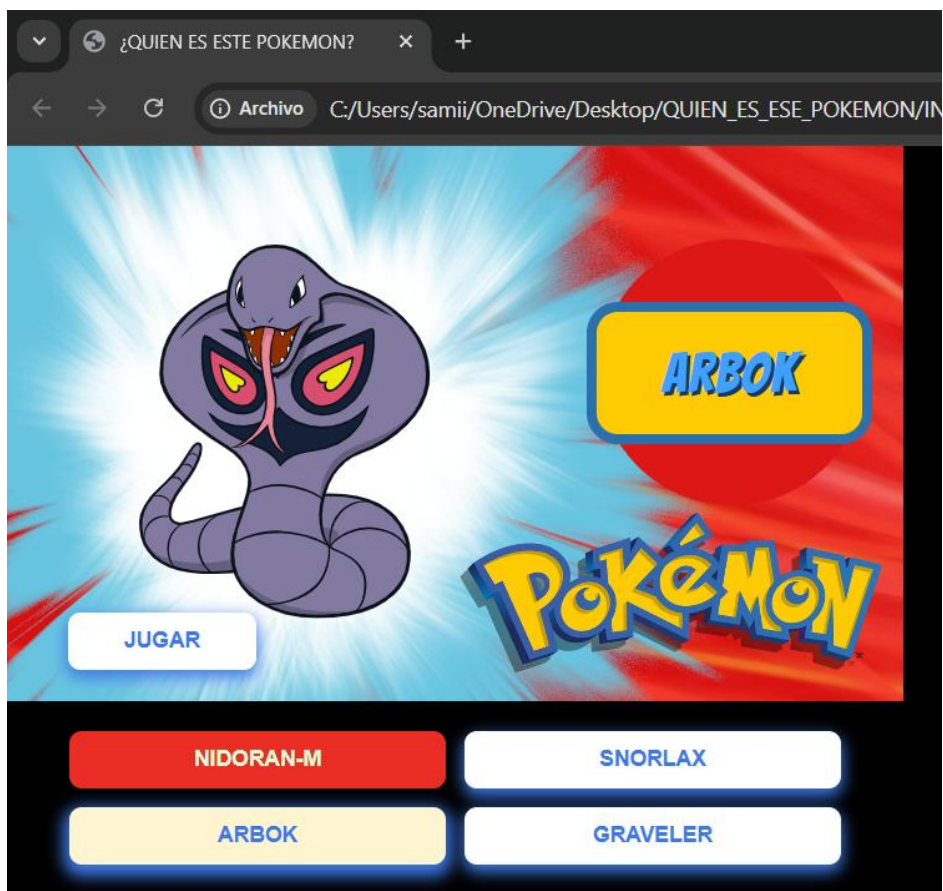 ¿QUIEN ES ESTE POKEMON?
Archivo C:/Users/samii/OneDrive/Desktop/QUIEN_ES_ESE_POKEMON/IN
ARBOK
POKéMON
JUGAR
NIDORAN-M SNORLAX
ARBOK GRAVELER